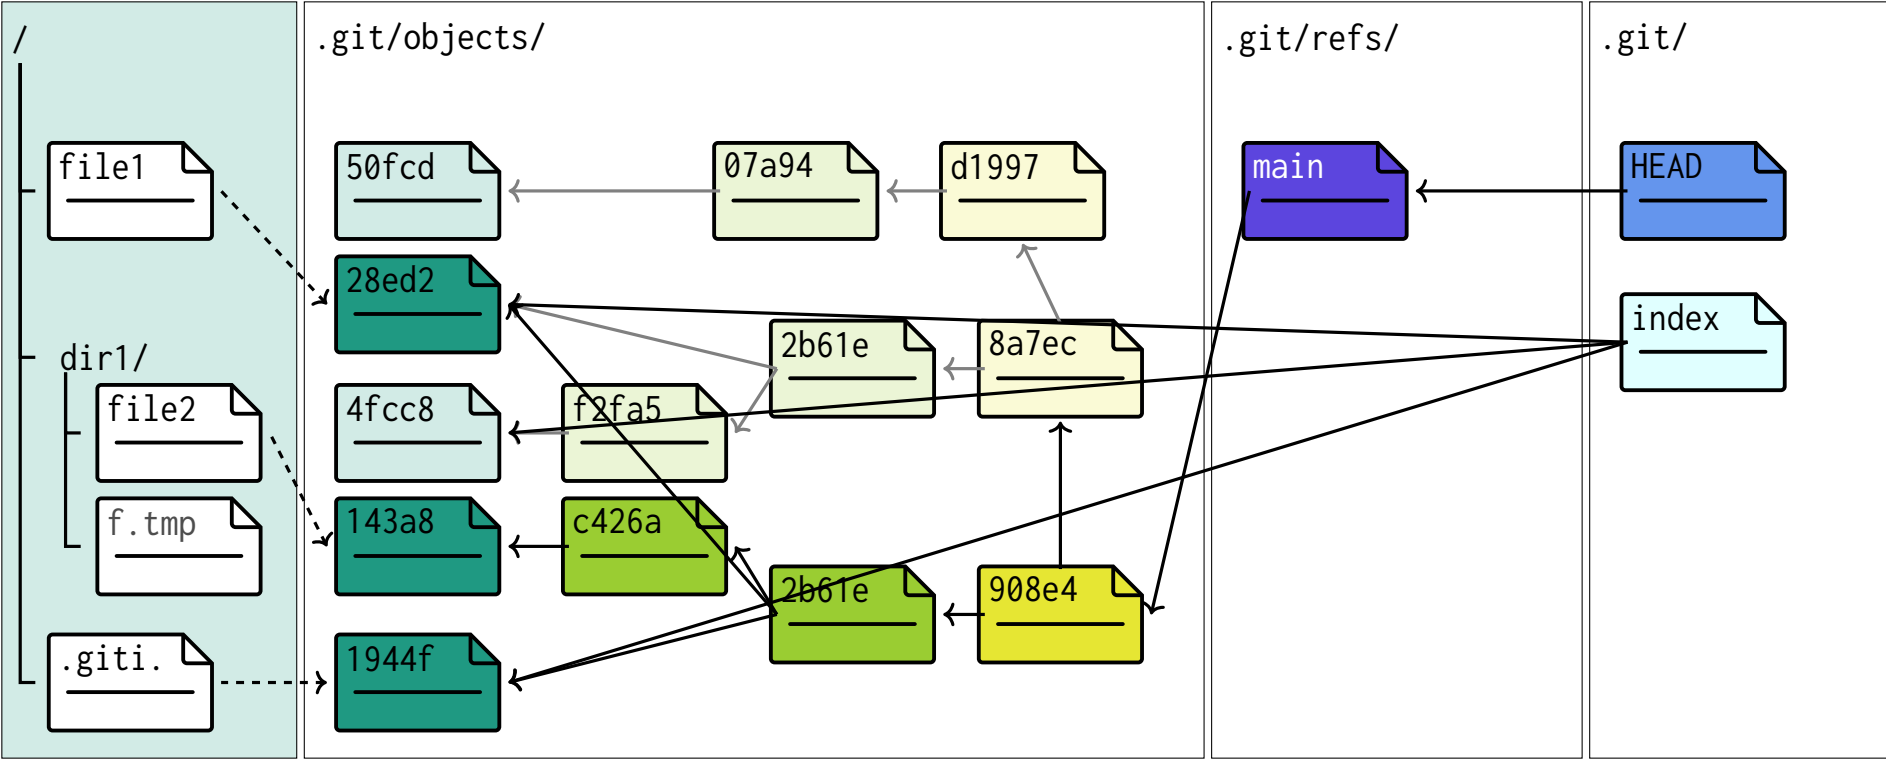 /
.git/objects/
.git/refs/
.git/
file1
50fcd
07a94
d1997
main
HEAD
28ed2
index
dir1/
2b61e
8a7ec
file2
4fcc8
f2fa5
f.tmp
143a8
c426a
2b61e
908e4
.giti.
1944f